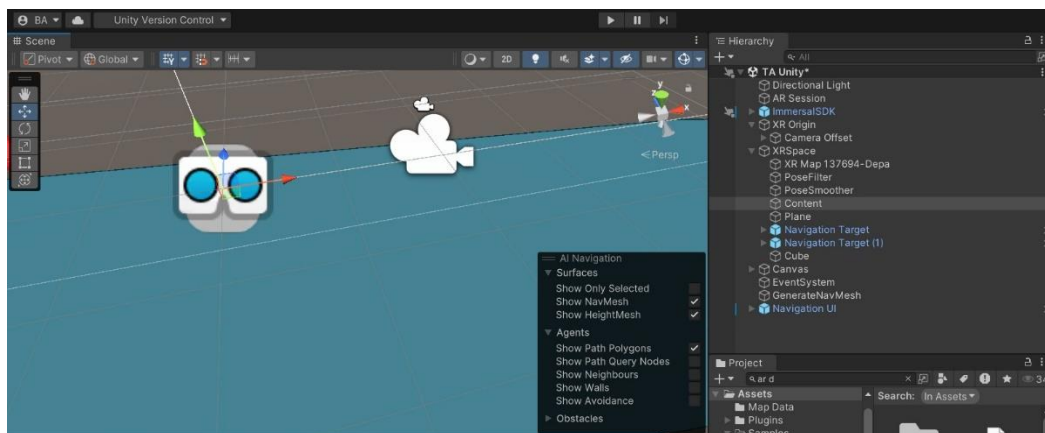 BA
Unity Version Control
Scene
Pivot
Global
2D
y
x
z
Persp
AI Navigation
Surfaces
Show Only Selected
Show NavMesh
Show HeightMesh
Agents
Show Path Polygons
Show Path Query Nodes
Show Neighbours
Show Walls
Show Avoidance
Obstacles
Hierarchy
All
TA Unity*
Directional Light
AR Session
ImmersalSDK
XR Origin
Camera Offset
XRSpace
XR Map 137694-Depa
PoseFilter
PoseSmoother
Content
Plane
Navigation Target
Navigation Target (1)
Cube
Canvas
EventSystem
GenerateNavMesh
Navigation UI
Project
ar d
34
Assets
Map Data
Plugins
Samples
Search: In Assets